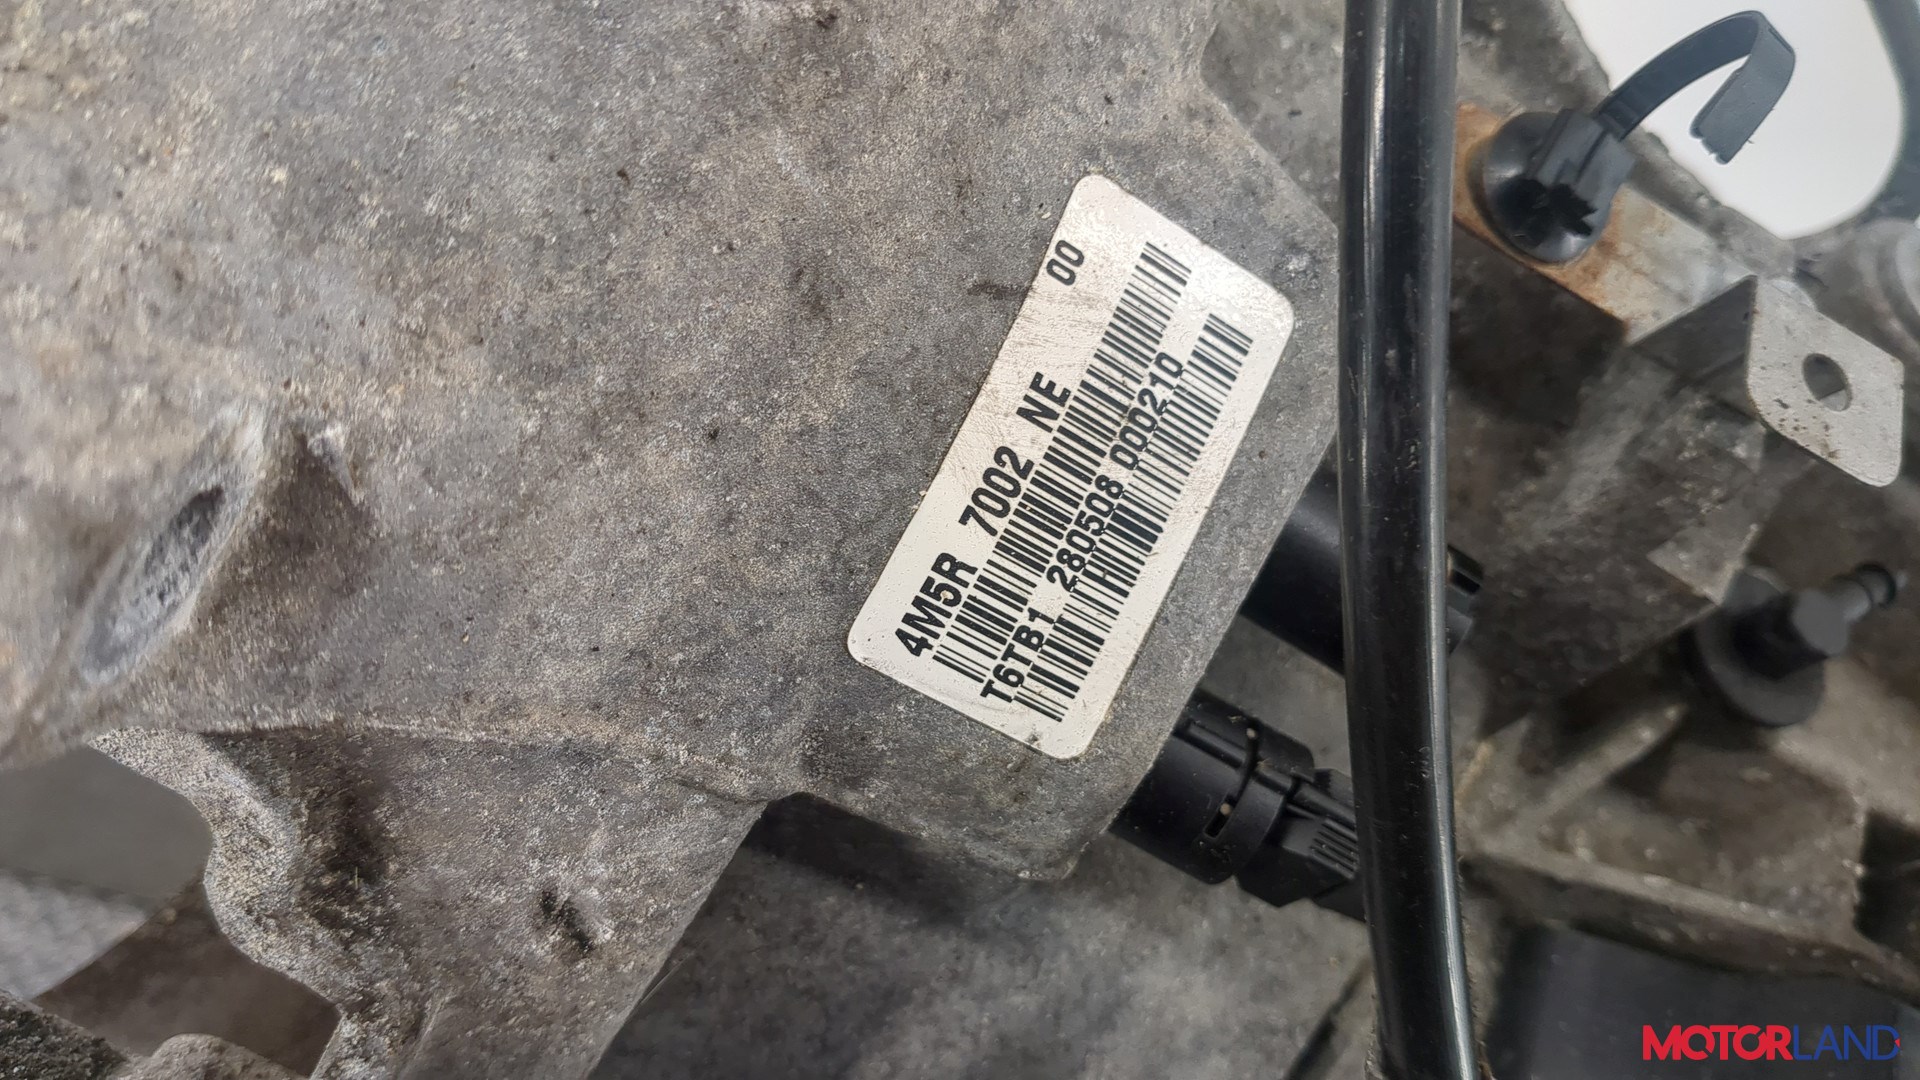 4M5R 7002 NE 00
T6TB1 280508 000210
MOTORLAND